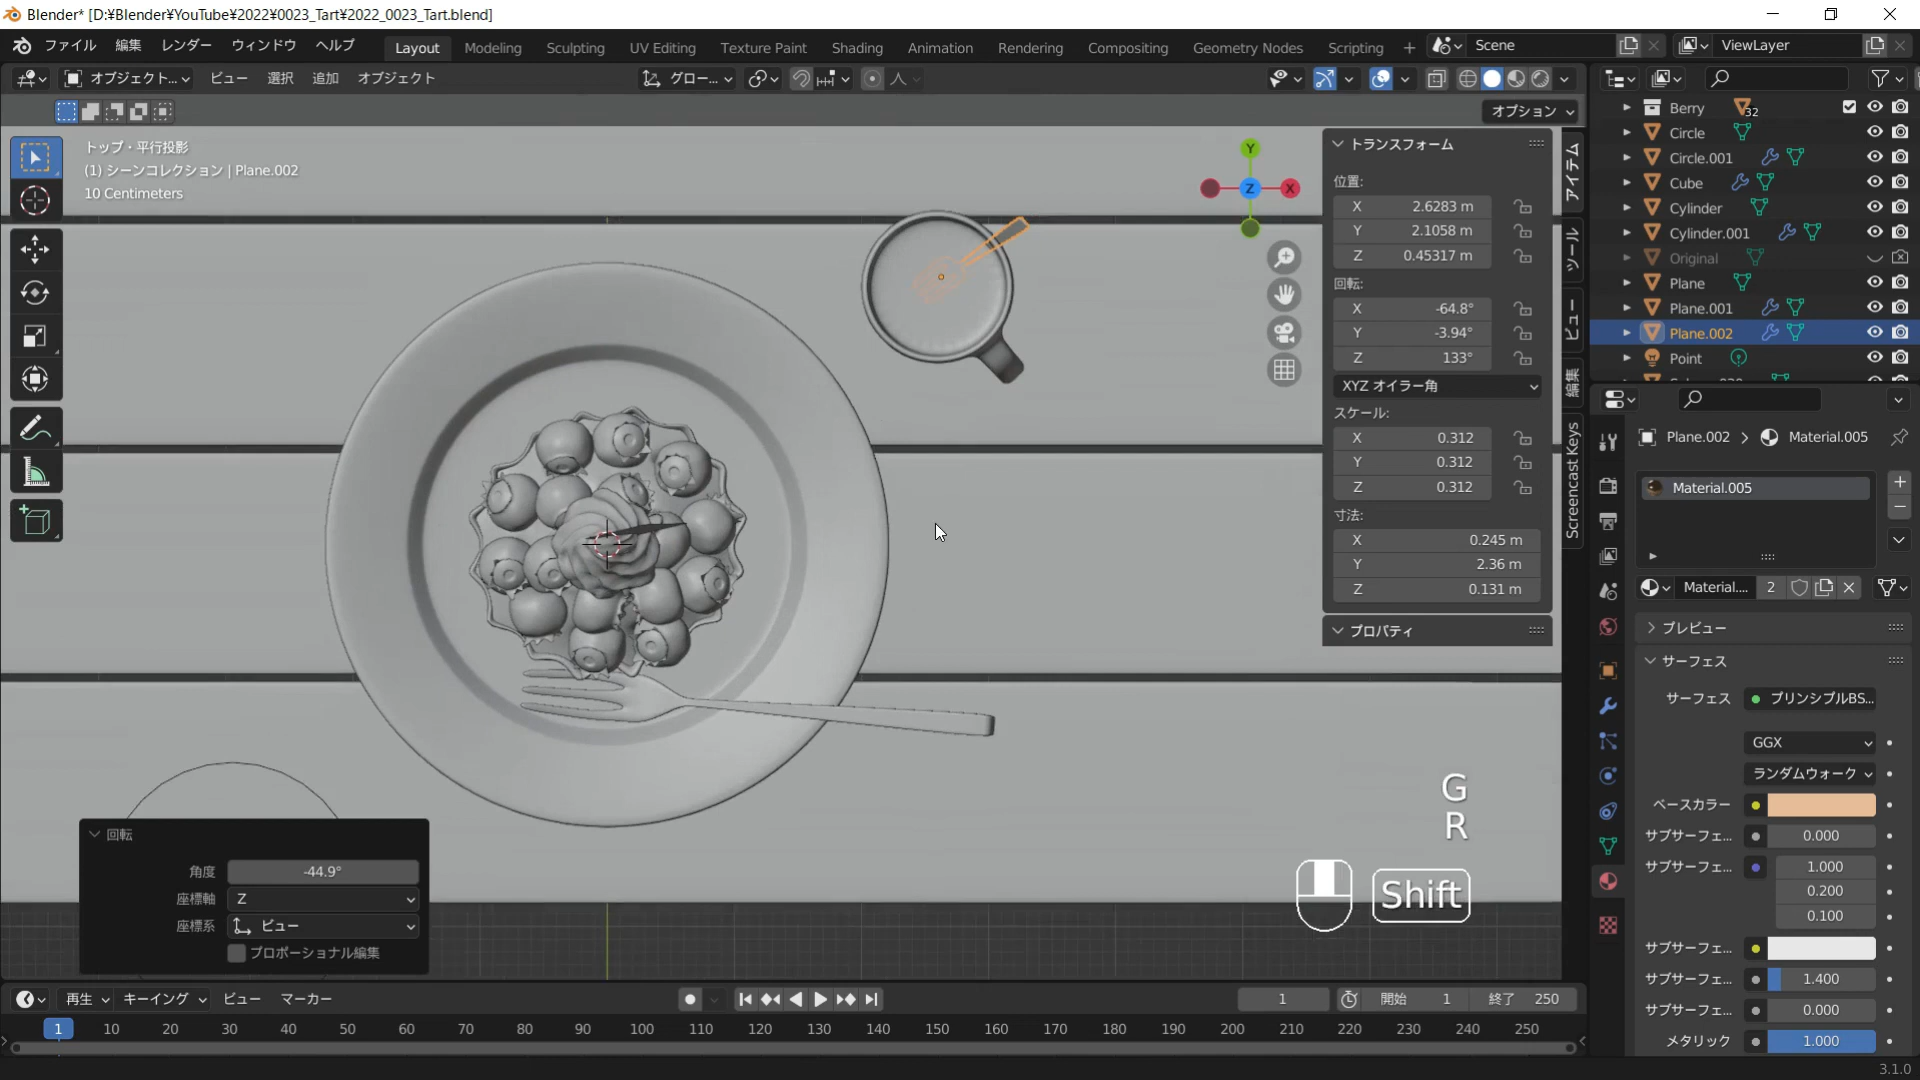 Blender* [D:¥Blender¥YouTube¥2022¥0023_Tart¥2022_0023_Tart.blend]
ファイル 編集 レンダー ウィンドウ ヘルプ Layout Modeling Sculpting UV Editing Texture Paint Shading Animation Rendering Compositing Geometry Nodes Scripting + Scene ViewLayer
オブジェクト... ビュー 選択 追加 オブジェクト グロー...
オプション
トップ・平行投影
(1) シーンコレクション | Plane.002
10 Centimeters
Y
Z
X
トランスフォーム
位置:
X 2.6283 m
Y 2.1058 m
Z 0.45317 m
回転:
X -64.8°
Y -3.94°
Z 133°
XYZ オイラー角
スケール:
X 0.312
Y 0.312
Z 0.312
寸法:
X 0.245 m
Y 2.36 m
Z 0.131 m
プロパティ
アイテム
ツール
ビュー
編集
Screencast Keys
Berry 32
Circle
Circle.001
Cube
Cylinder
Cylinder.001
Original
Plane
Plane.001
Plane.002
Point
Plane.002 Material.005
Material.005
Material.... 2
プレビュー
サーフェス
サーフェス プリンシプルBS...
GGX
ランダムウォーク
ベースカラー
サブサーフェ... 0.000
サブサーフェ... 1.000
0.200
0.100
サブサーフェ...
サブサーフェ... 1.400
サブサーフェ... 0.000
メタリック 1.000
G
R
Shift
回転
角度 -44.9°
座標軸 Z
座標系 ビュー
プロポーショナル編集
再生 キーイング ビュー マーカー 1 開始 1 終了 250
1 10 20 30 40 50 60 70 80 90 100 110 120 130 140 150 160 170 180 190 200 210 220 230 240 250
3.1.0